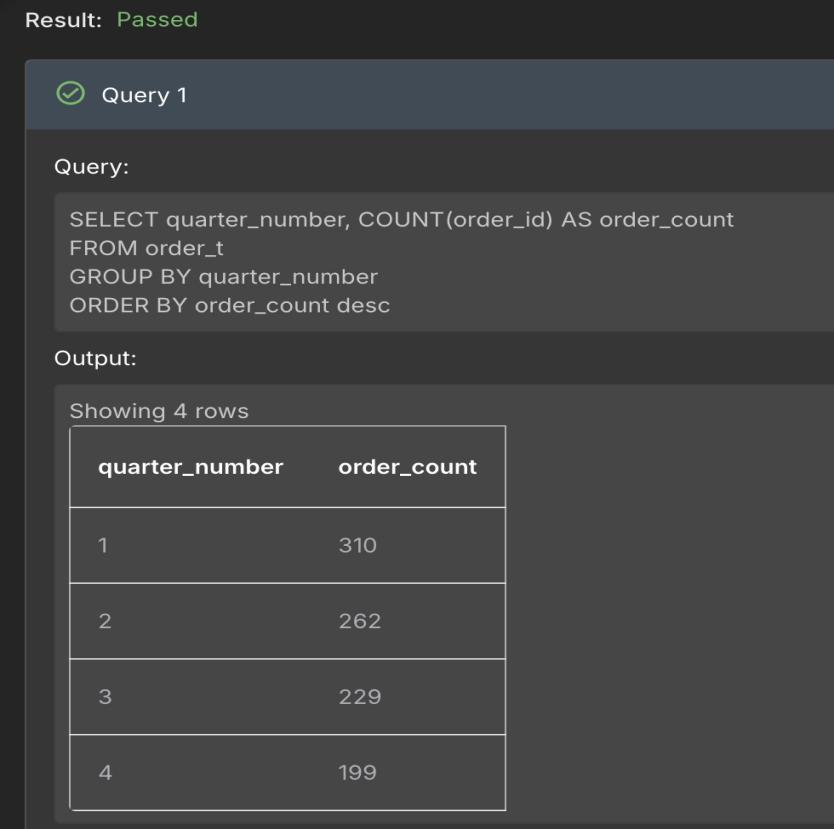 Result: Passed
Query 1
Query:
SELECT quarter_number, COUNT(order_id) AS order_count
FROM order_t
GROUP BY quarter_number
ORDER BY order_count desc
Output:
Showing 4 rows
quarter_number order_count
1 310
2 262
3 229
4 199